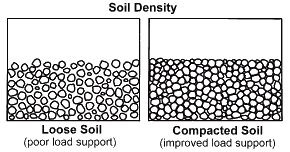 Soil Density
Loose Soil
(poor load support)
Compacted Soil
(improved load support)